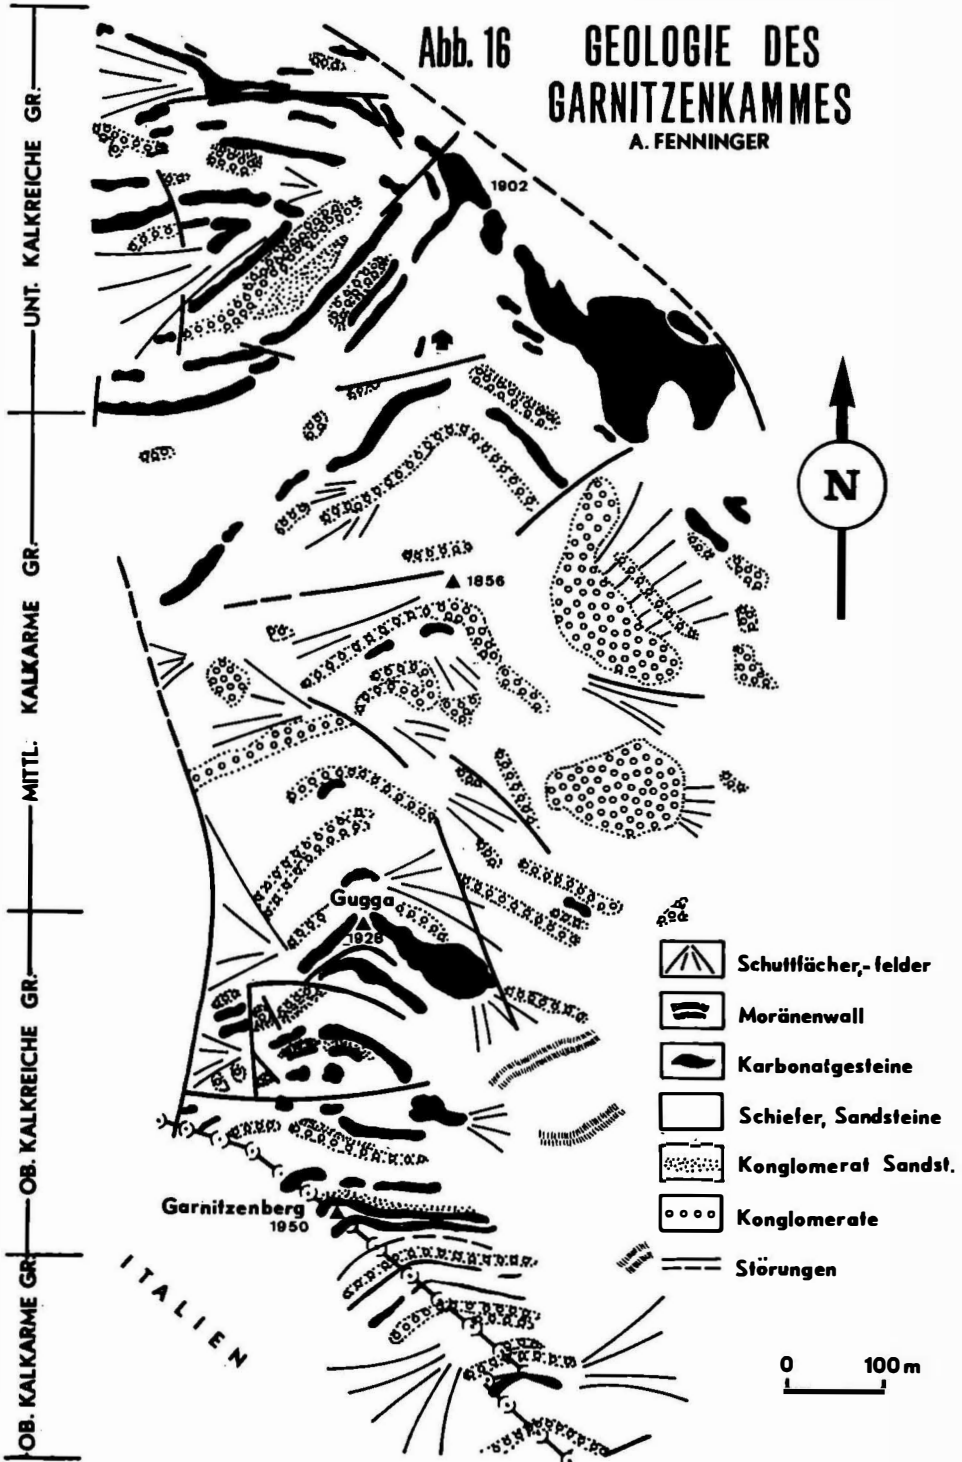 Abb. 16
GEOLOGIE DES
GARNITZENKAMMES
A. FENNINGER
UNT. KALKREICHE GR.
MITTL. KALKARME GR.
OB. KALKREICHE GR.
OB. KALKARME GR.
1902
N
1856
Gugga
1928
Garnitzenberg
1950
ITALIEN
Schuttfächer,-felder
Moränenwall
Karbonatgesteine
Schiefer, Sandsteine
Konglomerat Sandst.
Konglomerate
Störungen
0 100 m